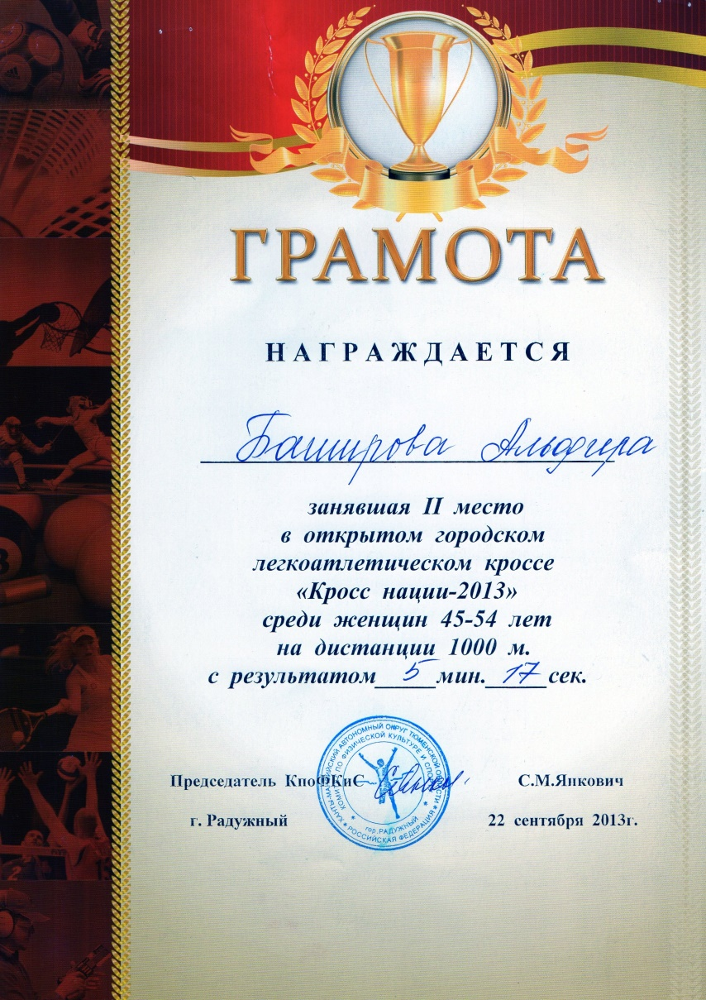 ГРАМОТА
НАГРАЖДАЕТСЯ
Баширова Альфира
занявшая II место
в открытом городском
легкоатлетическом кроссе
«Кросс нации-2013»
среди женщин 45-54 лет
на дистанции 1000 м.
с результатом 5 мин. 17 сек.
ХАНТЫ-МАНСИЙСКИЙ АВТОНОМНЫЙ ОКРУГ ТЮМЕНСКОЙ ОБЛАСТИ
КОМИТЕТ ПО ФИЗИЧЕСКОЙ КУЛЬТУРЕ И СПОРТУ
гор. РАДУЖНЫЙ
* РОССИЙСКАЯ ФЕДЕРАЦИЯ *
Председатель КпоФКиС С.М.Янкович
г. Радужный 22 сентября 2013г.